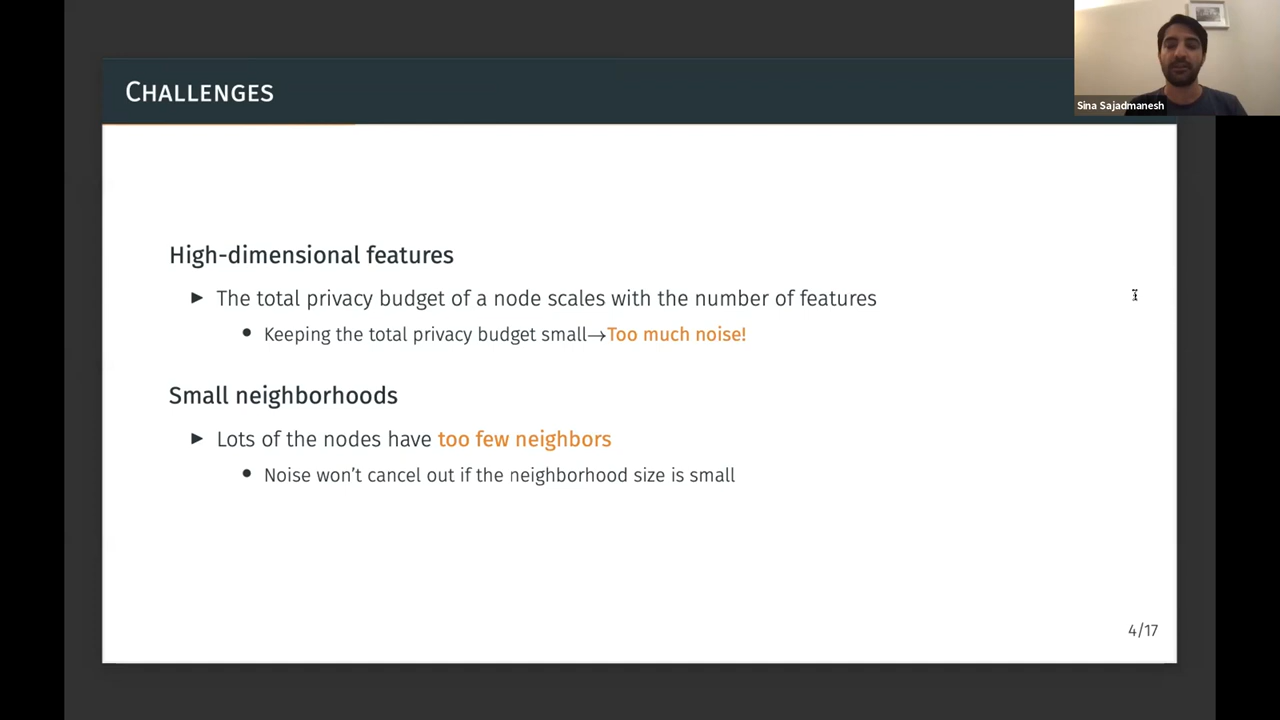 CHALLENGES
Sina Sajadmanesh
High-dimensional features
▶ The total privacy budget of a node scales with the number of features
• Keeping the total privacy budget small→Too much noise!
Small neighborhoods
▶ Lots of the nodes have too few neighbors
• Noise won't cancel out if the neighborhood size is small
4/17